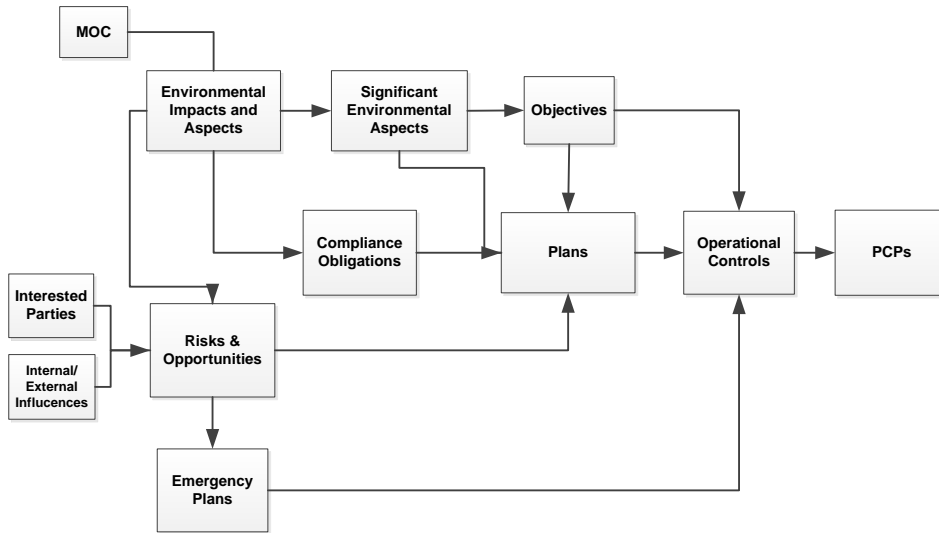 MOC
Environmental
Impacts and
Aspects
Significant
Environmental
Aspects
Objectives
Compliance
Obligations
Plans
Operational
Controls
PCPs
Interested
Parties
Risks &
Opportunities
Internal/
External
Influcences
Emergency
Plans